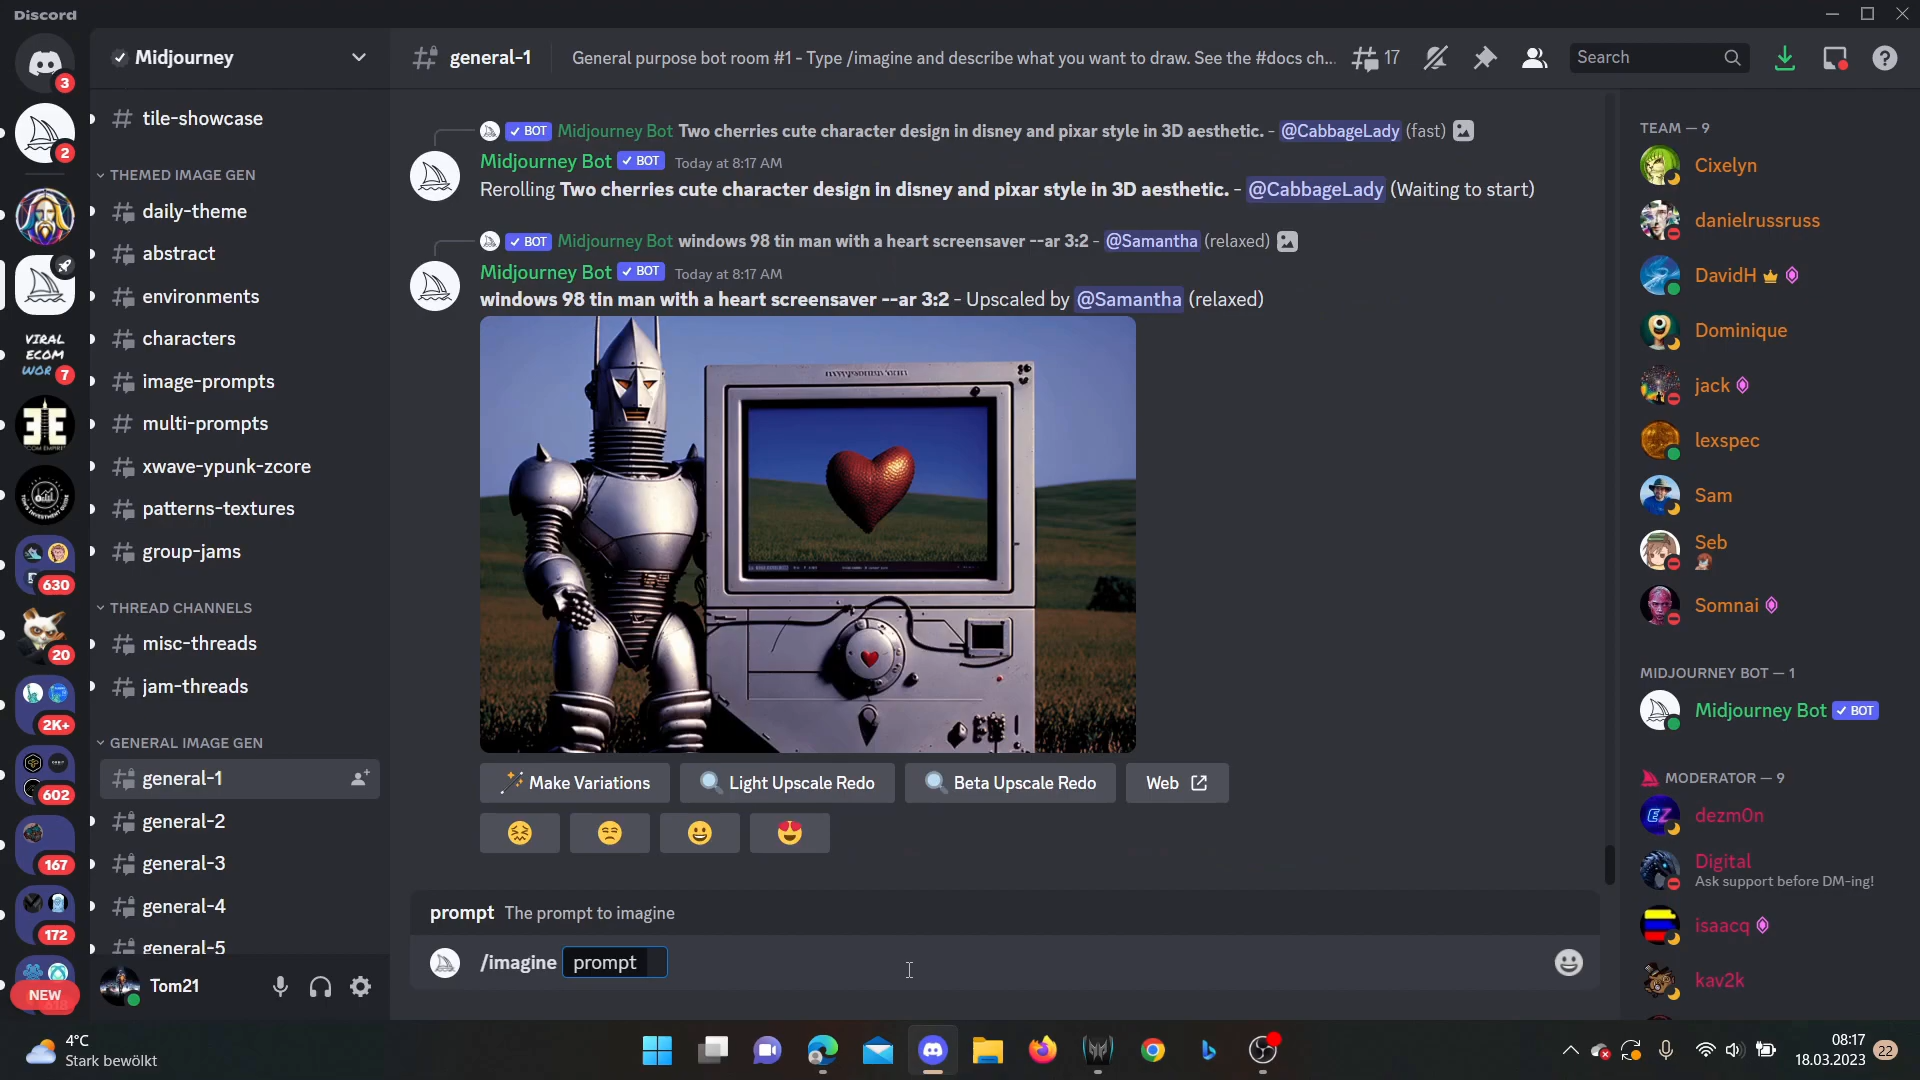 Discord
Midjourney
general-1
General purpose bot room #1 - Type /imagine and describe what you want to draw. See the #docs ch...
17
Search
3
2
VIRAL
ECOM
WOR
7
3E
630
20
2K+
602
167
172
NEW
tile-showcase
THEMED IMAGE GEN
daily-theme
abstract
environments
characters
image-prompts
multi-prompts
xwave-ypunk-zcore
patterns-textures
group-jams
THREAD CHANNELS
misc-threads
jam-threads
GENERAL IMAGE GEN
general-1
general-2
general-3
general-4
general-5
Tom21
✓ BOT Midjourney Bot Two cherries cute character design in disney and pixar style in 3D aesthetic. - @CabbageLady (fast)
Midjourney Bot ✓ BOT Today at 8:17 AM
Rerolling Two cherries cute character design in disney and pixar style in 3D aesthetic. - @CabbageLady (Waiting to start)
✓ BOT Midjourney Bot windows 98 tin man with a heart screensaver --ar 3:2 - @Samantha (relaxed)
Midjourney Bot ✓ BOT Today at 8:17 AM
windows 98 tin man with a heart screensaver --ar 3:2 - Upscaled by @Samantha (relaxed)
Make Variations
Light Upscale Redo
Beta Upscale Redo
Web
prompt The prompt to imagine
/imagine prompt
TEAM — 9
Cixelyn
danielrussruss
DavidH
Dominique
jack
lexspec
Sam
Seb
Somnai
MIDJOURNEY BOT — 1
Midjourney Bot ✓ BOT
MODERATOR — 9
EZ
dezm0n
Digital
Ask support before DM-ing!
isaacq
kav2k
4°C
Stark bewölkt
08:17
18.03.2023
22